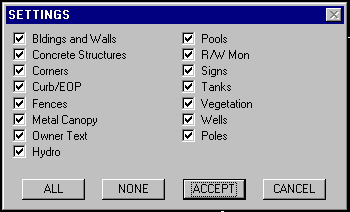 SETTINGS
Bldings and Walls
Concrete Structures
Corners
Curb/EOP
Fences
Metal Canopy
Owner Text
Hydro
Pools
R/W Mon
Signs
Tanks
Vegetation
Wells
Poles
ALL
NONE
ACCEPT
CANCEL